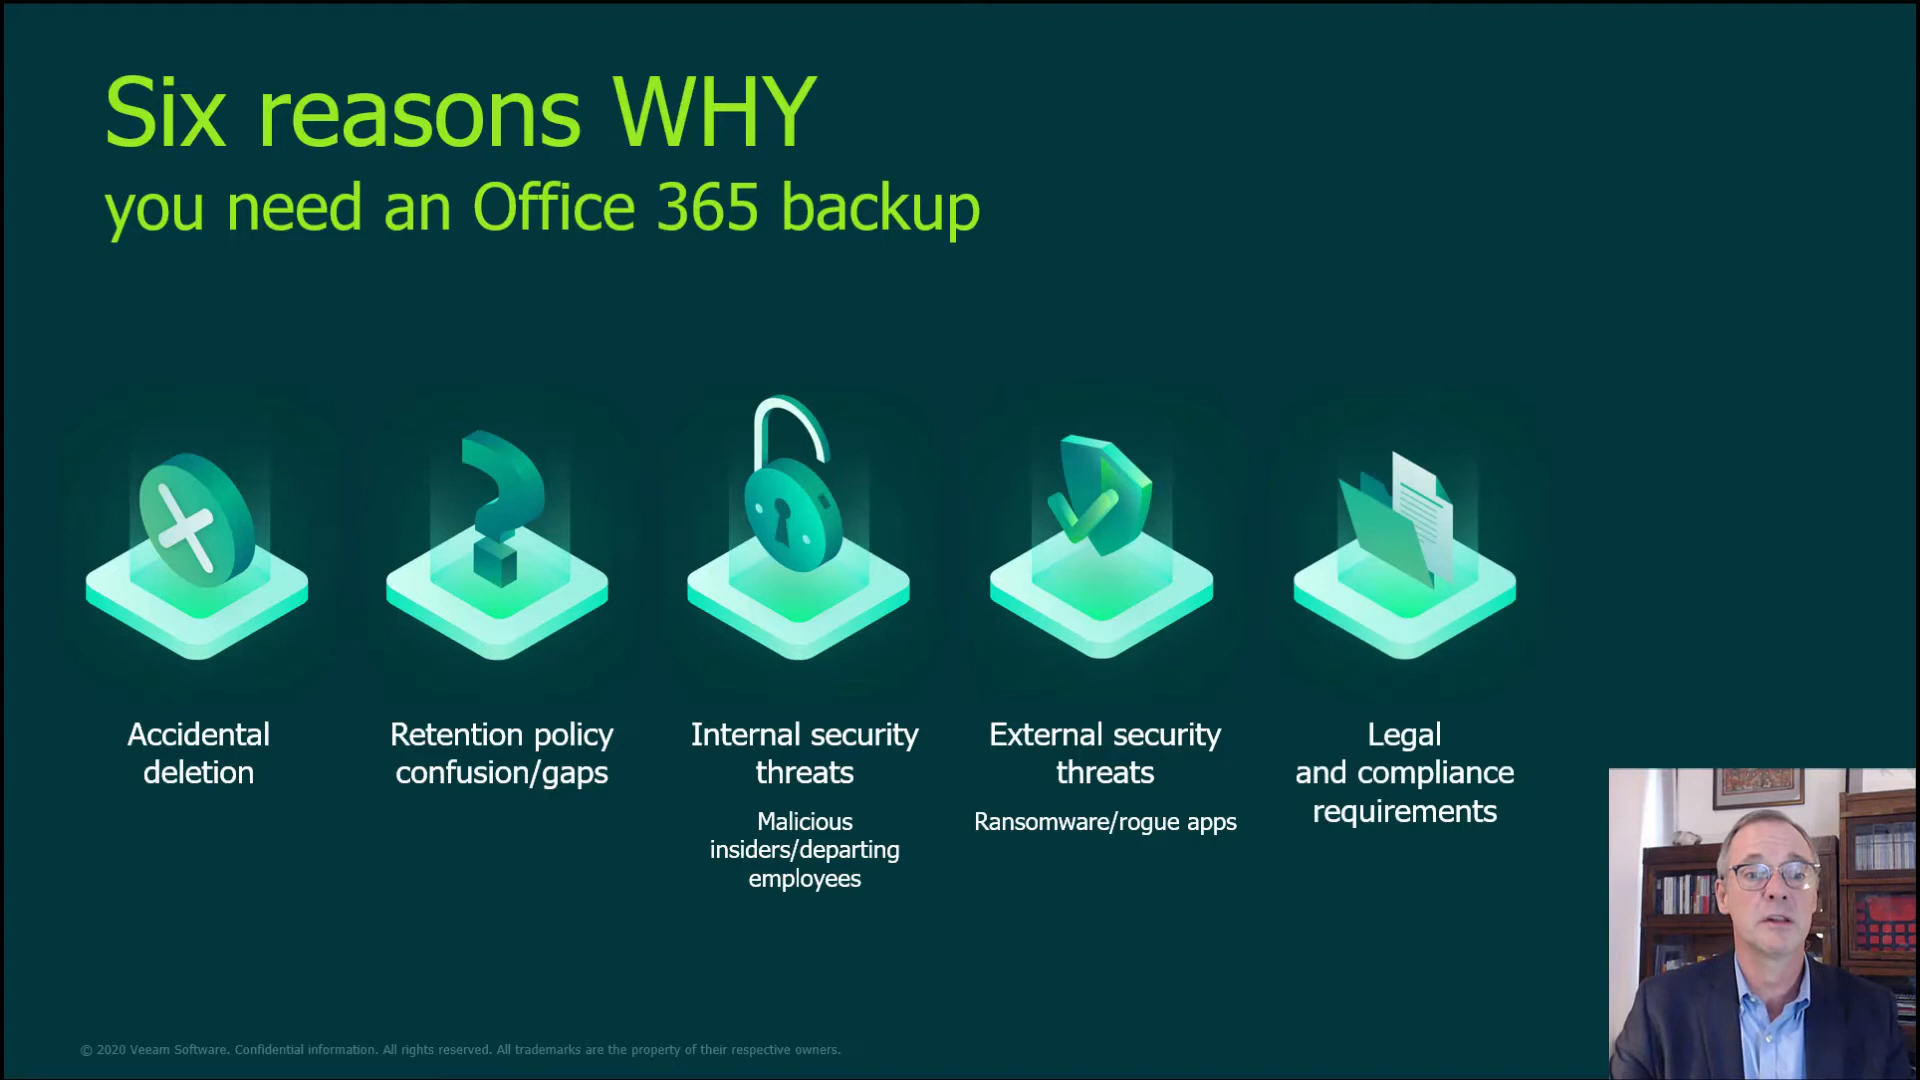 Six reasons WHY
you need an Office 365 backup
Accidental
deletion
Retention policy
confusion/gaps
Internal security
threats
Malicious
insiders/departing
employees
External security
threats
Ransomware/rogue apps
Legal
and compliance
requirements
© 2020 Veeam Software. Confidential information. All rights reserved. All trademarks are the property of their respective owners.